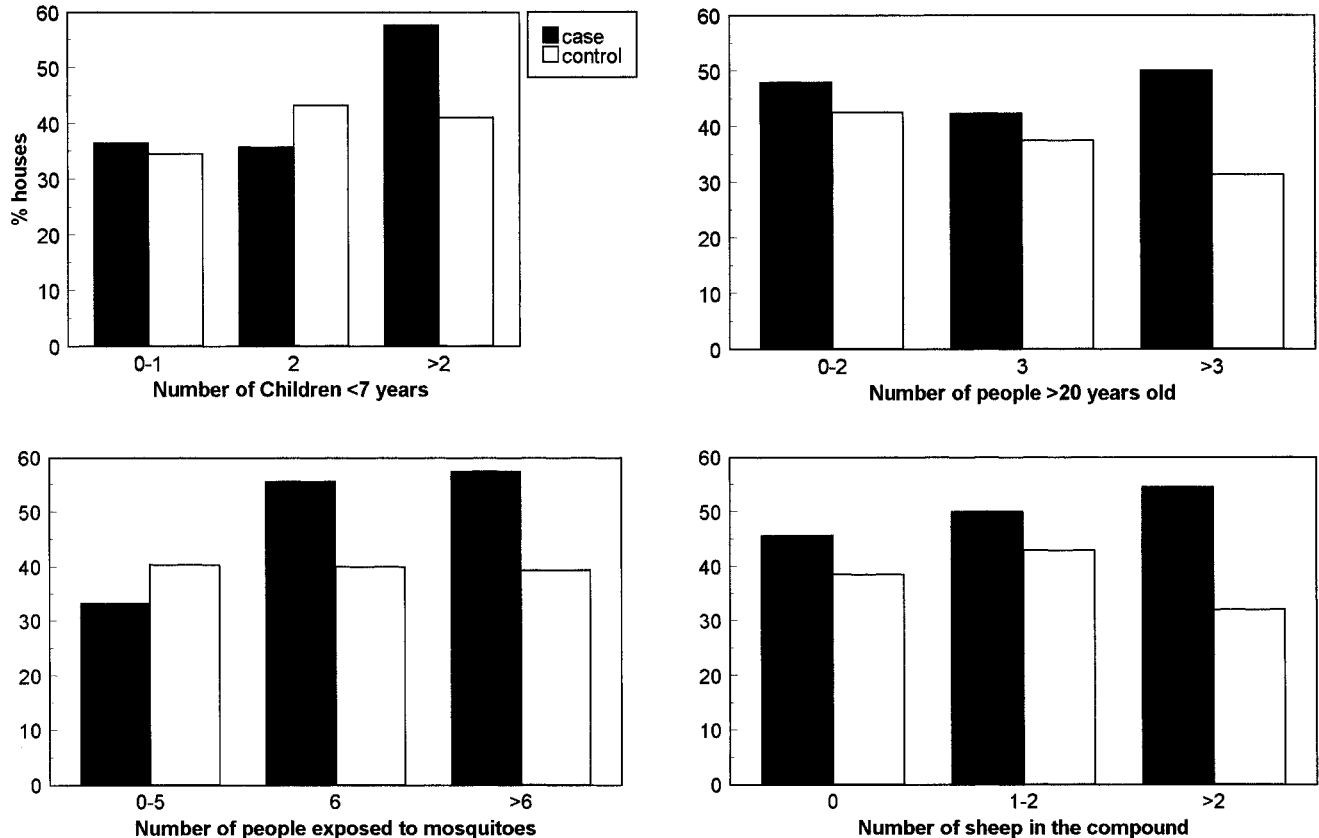 60
50
40
30
20
10
0
% houses
case
control
0-1 2 >2
Number of Children <7 years
60
50
40
30
20
10
0
0-2 3 >3
Number of people >20 years old
60
50
40
30
20
10
0
0-5 6 >6
Number of people exposed to mosquitoes
60
50
40
30
20
10
0
0 1-2 >2
Number of sheep in the compound